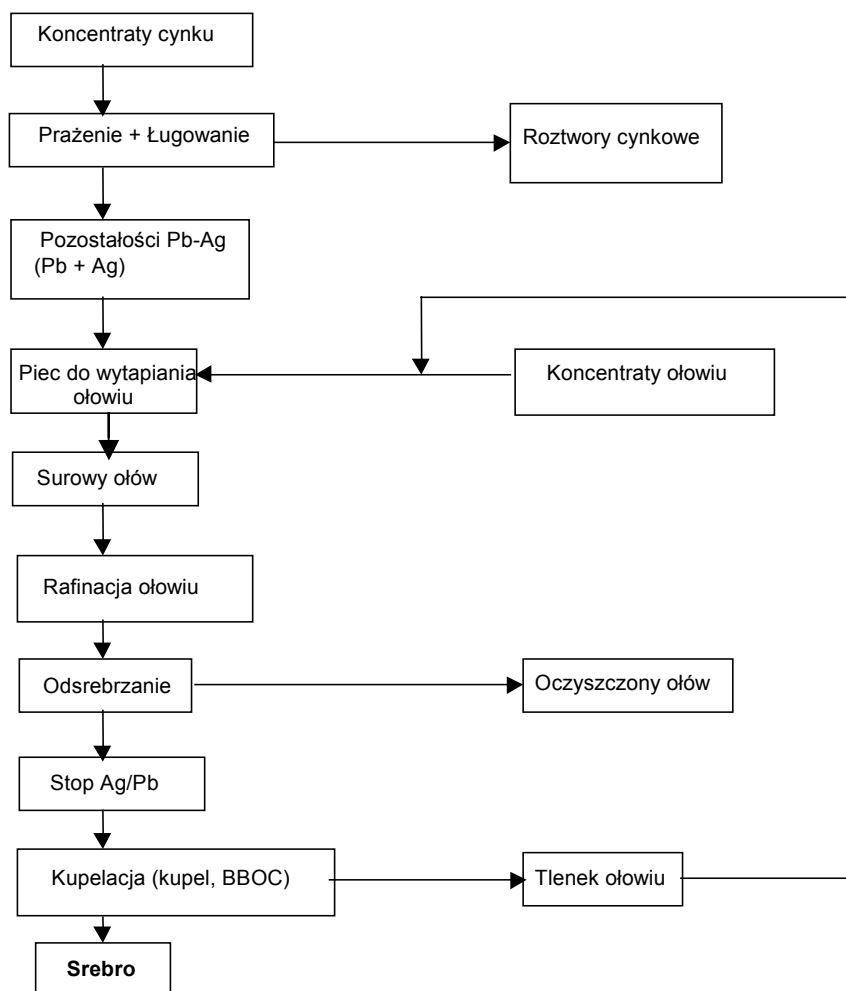 Koncentraty cynku
Prażenie + Ługowanie
Roztwory cynkowe
Pozostałości Pb-Ag
(Pb + Ag)
Piec do wytapiania
ołowiu
Koncentraty ołowiu
Surowy ołów
Rafinacja ołowiu
Odsrebrzanie
Oczyszczony ołów
Stop Ag/Pb
Kupelacja (kupel, BBOC)
Tlenek ołowiu
Srebro